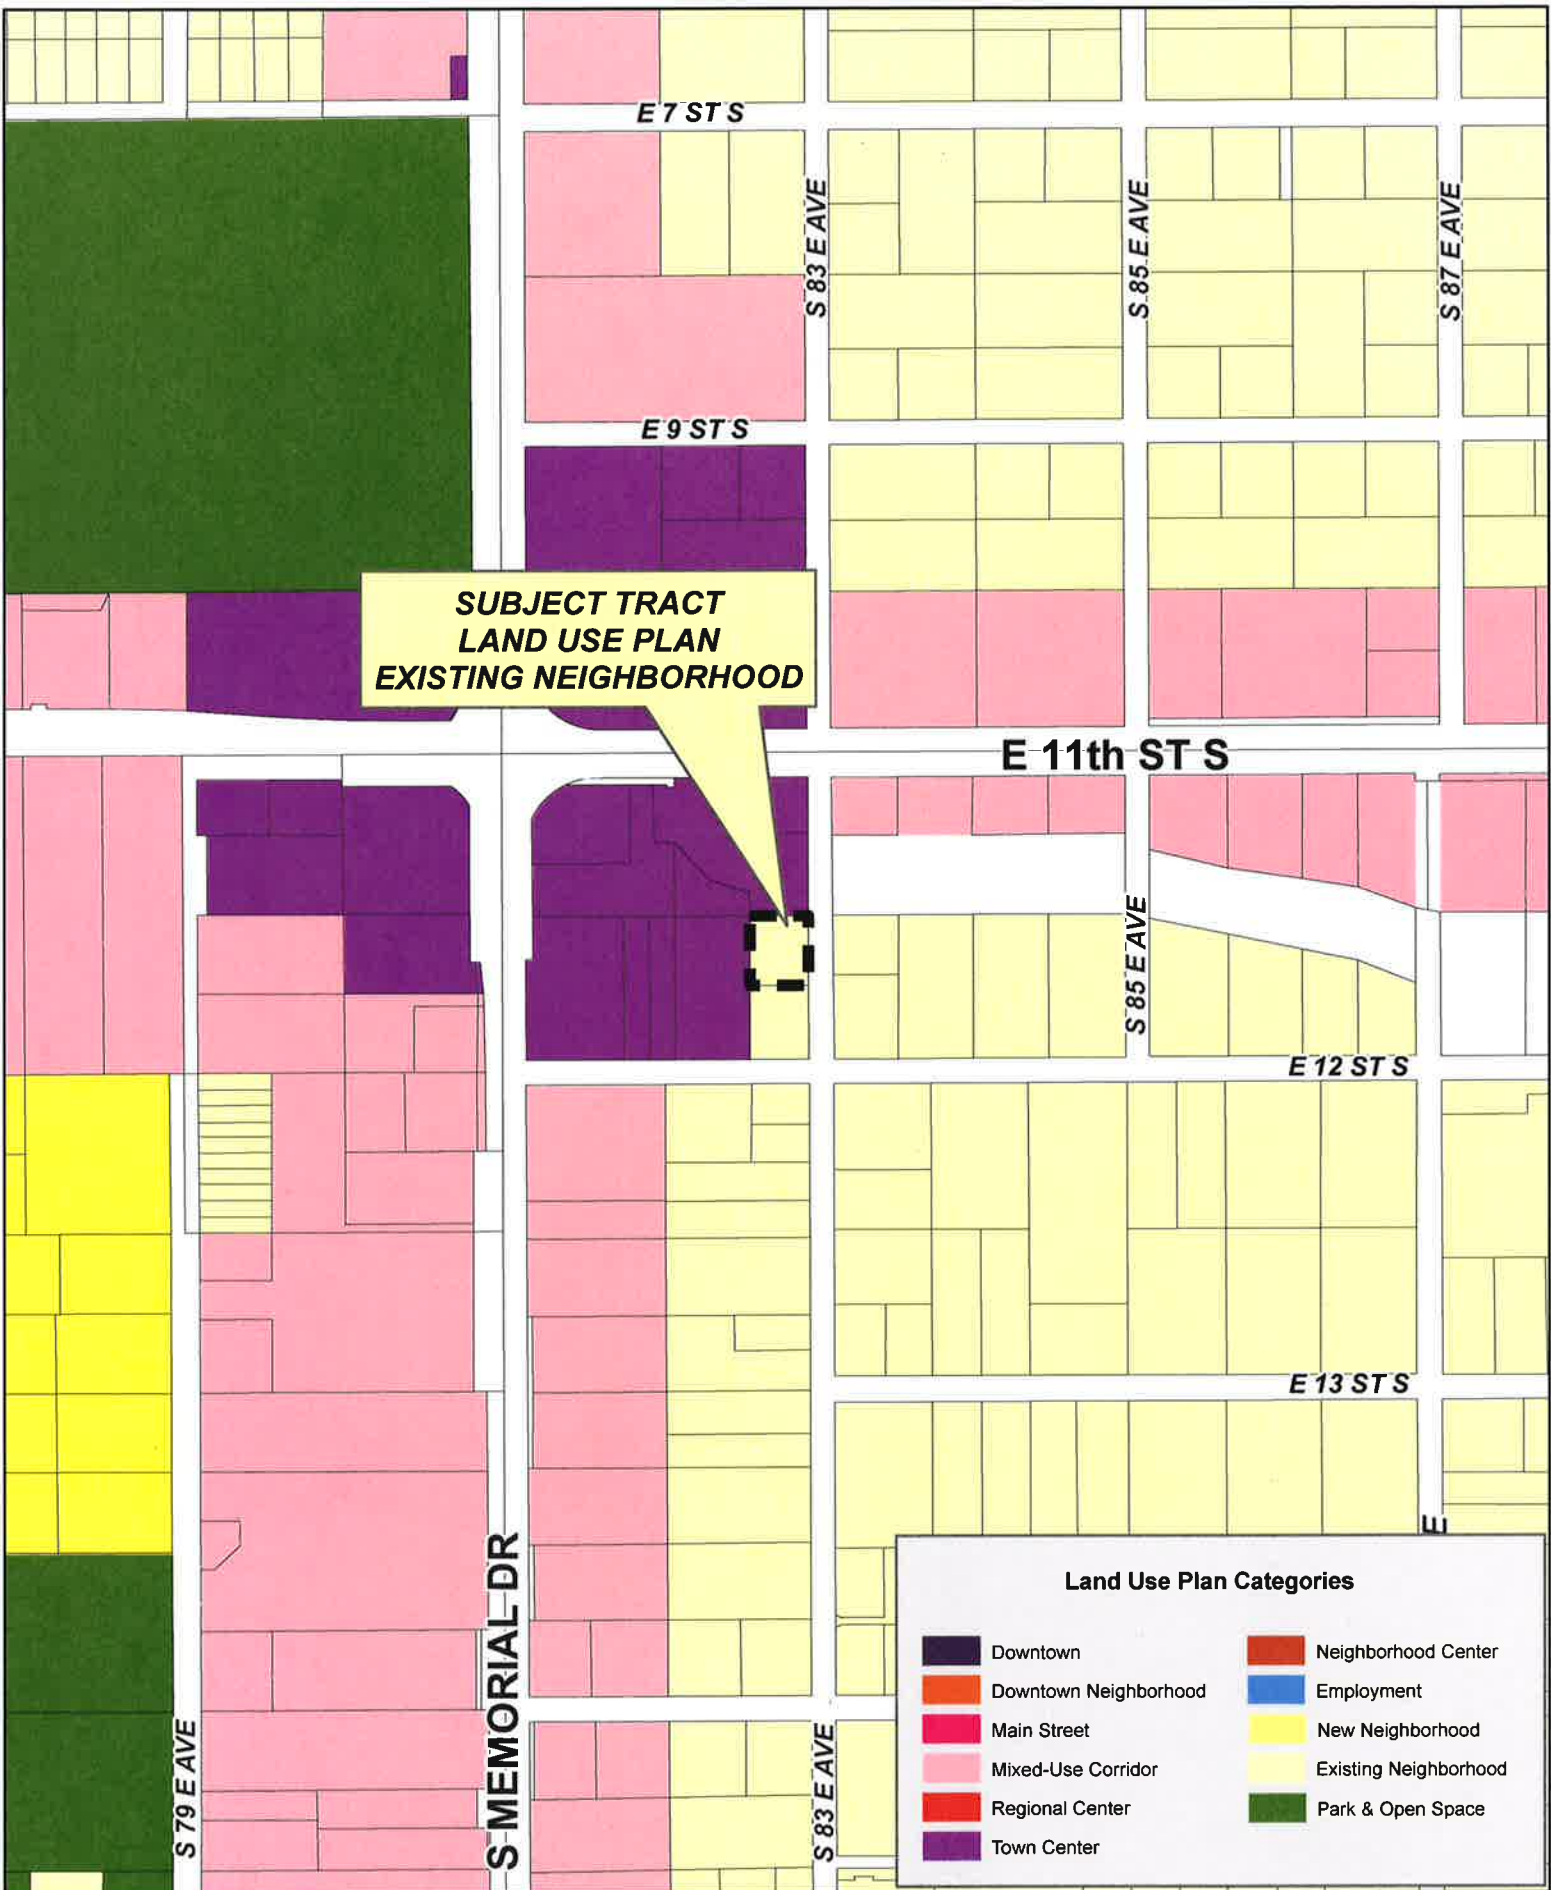 E 7 ST S
S 83 E AVE
S 85 E AVE
S 87 E AVE
E 9 ST S
SUBJECT TRACT
LAND USE PLAN
EXISTING NEIGHBORHOOD
E 11th ST S
S 85 E AVE
E 12 ST S
E 13 ST S
E
S MEMORIAL DR
S 79 E AVE
S 83 E AVE
Land Use Plan Categories
Downtown
Downtown Neighborhood
Main Street
Mixed-Use Corridor
Regional Center
Town Center
Neighborhood Center
Employment
New Neighborhood
Existing Neighborhood
Park & Open Space